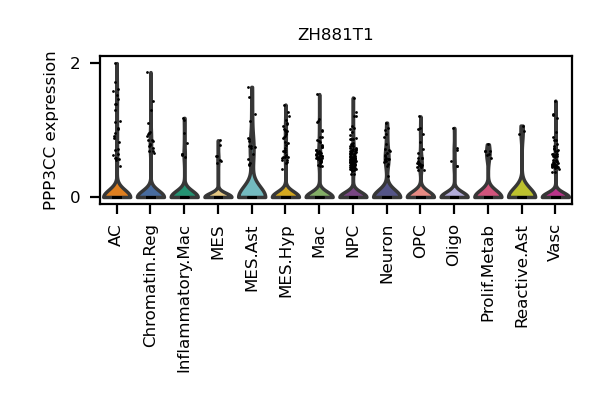 ZH881T1
PPP3CC expression
2
0
AC
Chromatin.Reg
Inflammatory.Mac
MES
MES.Ast
MES.Hyp
Mac
NPC
Neuron
OPC
Oligo
Prolif.Metab
Reactive.Ast
Vasc